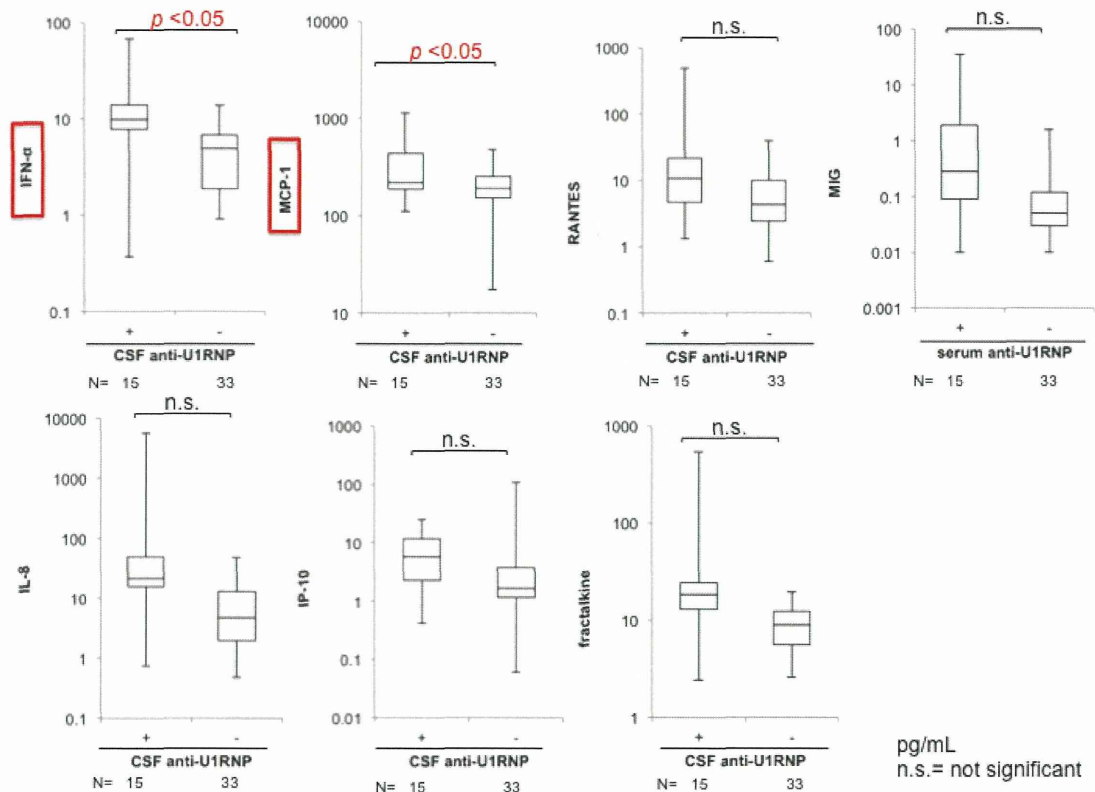 p <0.05
100
10
1
0.1
IFN-α
+ -
CSF anti-U1RNP
N= 15 33
p <0.05
10000
1000
100
10
MCP-1
+ -
CSF anti-U1RNP
N= 15 33
n.s.
1000
100
10
1
0.1
RANTES
+ -
CSF anti-U1RNP
N= 15 33
n.s.
100
10
1
0.1
0.01
0.001
MIG
+ -
serum anti-U1RNP
N= 15 33
n.s.
10000
1000
100
10
1
0.1
IL-8
+ -
CSF anti-U1RNP
N= 15 33
n.s.
1000
100
10
1
0.1
0.01
IP-10
+ -
CSF anti-U1RNP
N= 15 33
n.s.
1000
100
10
1
fractalkine
+ -
CSF anti-U1RNP
N= 15 33
pg/mL
n.s.= not significant